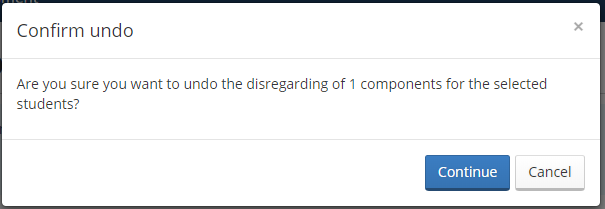 Confirm undo
×
Are you sure you want to undo the disregarding of 1 components for the selected
students?
Continue
Cancel